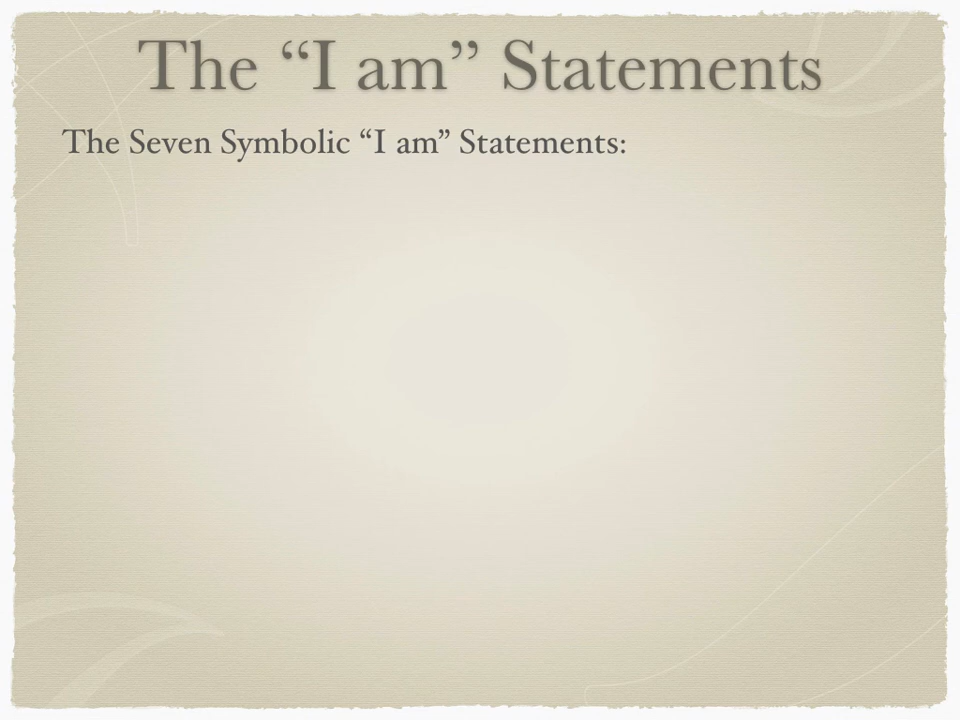 The “I am” Statements
The Seven Symbolic “I am” Statements: